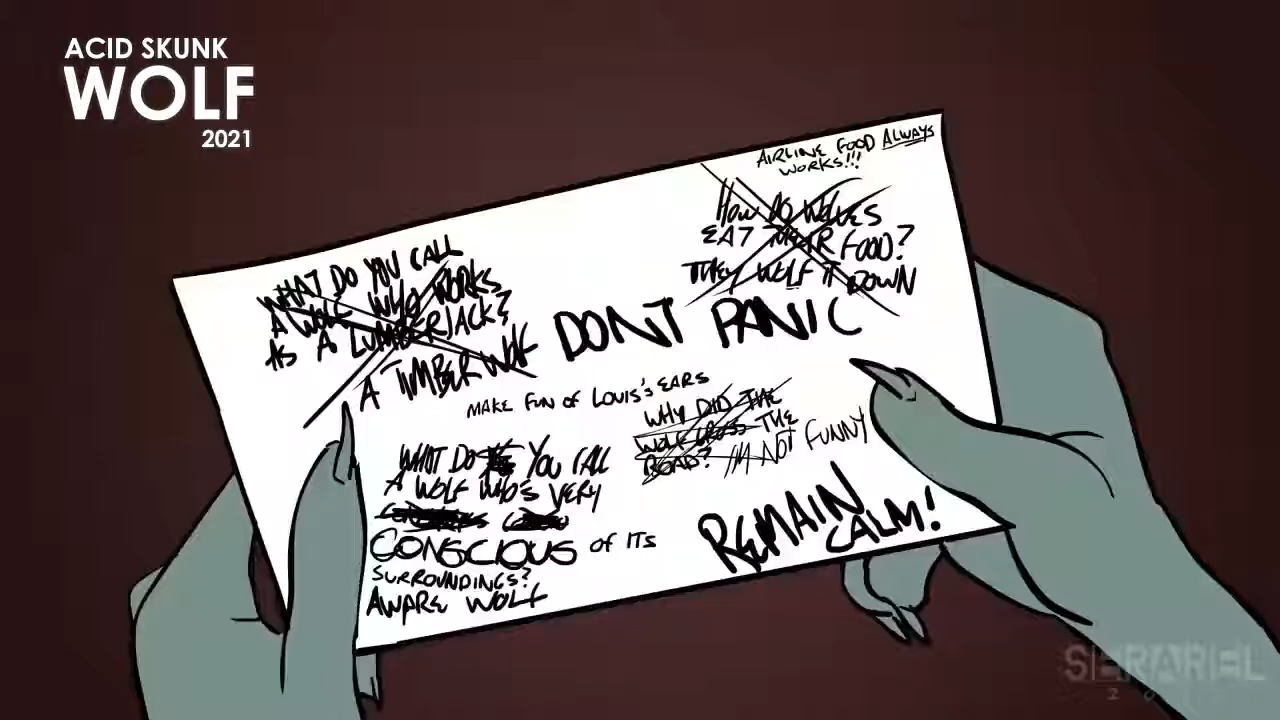 ACID SKUNK
WOLF
2021
AIRLINE FOOD ALWAYS
WORKS!!!
HOW DO WOLVES
EAT THEIR FOOD?
THEY WOLF IT DOWN
WHAT DO YOU CALL
A WOLF WHO WORKS
AS A LUMBERJACK?
A TIMBER WOLF
DONT PANIC
MAKE FUN OF LOUIS'S EARS
WHY DID THE
WOLF CROSS THE
ROAD? I'M NOT FUNNY
WHAT DO YOU CALL
A WOLF WHO'S VERY
CONSCIOUS OF ITS
SURROUNDINGS?
AWARE WOLF
REMAIN
CALM!
SERAREL